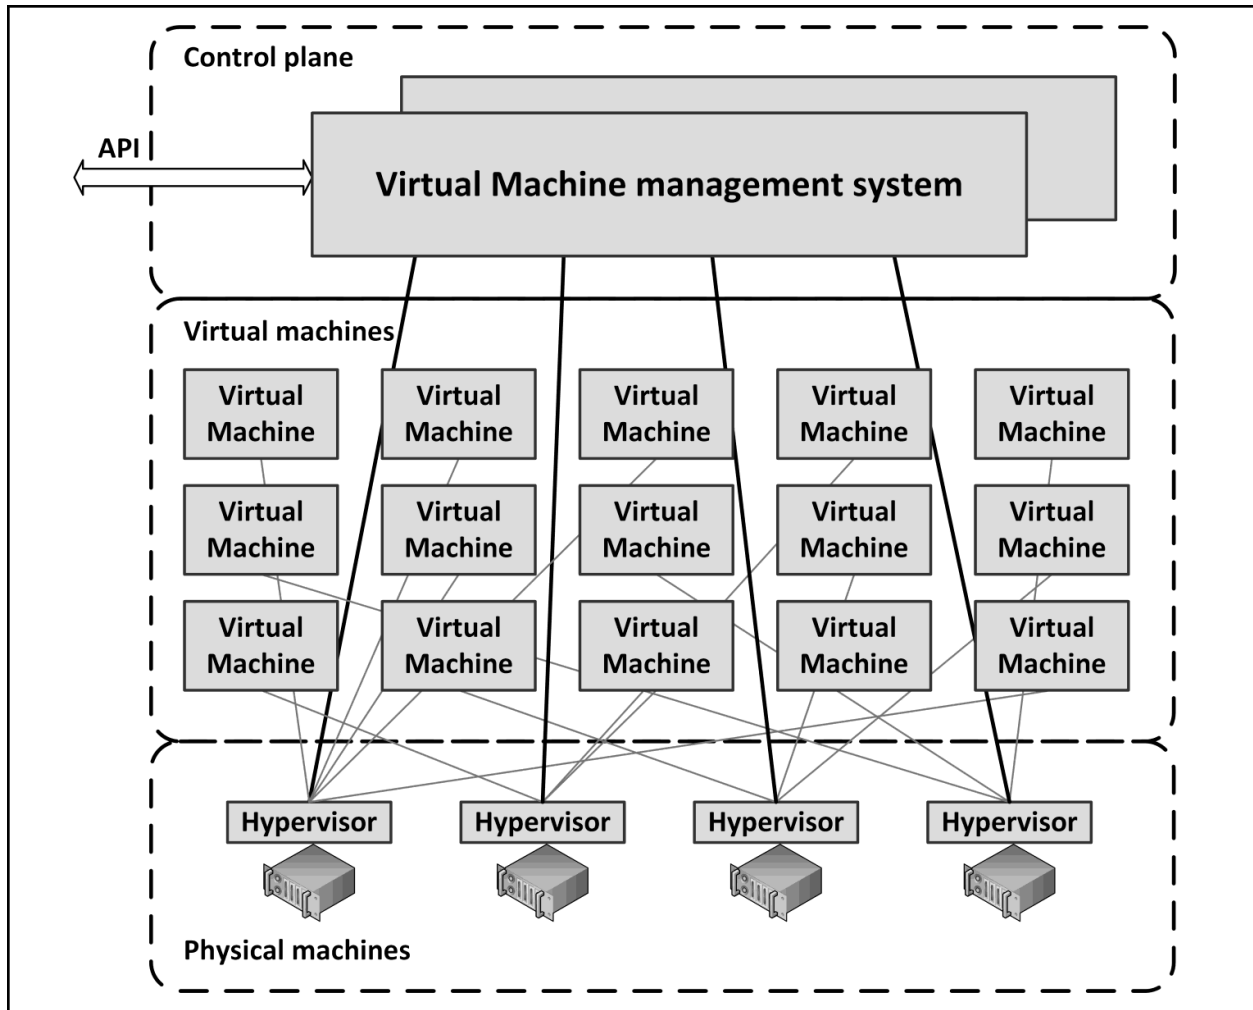 Control plane
API
Virtual Machine management system
Virtual machines
Virtual
Machine
Virtual
Machine
Virtual
Machine
Virtual
Machine
Virtual
Machine
Virtual
Machine
Virtual
Machine
Virtual
Machine
Virtual
Machine
Virtual
Machine
Virtual
Machine
Virtual
Machine
Virtual
Machine
Virtual
Machine
Virtual
Machine
Hypervisor
Hypervisor
Hypervisor
Hypervisor
Physical machines